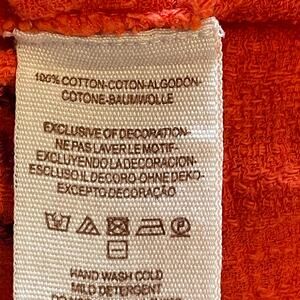 100% COTTON-COTON-ALGODON-
COTONE-BAUMWOLLE
EXCLUSIVE OF DECORATION-
NE PAS LAVER LE MOTIF-
EXCLUYENDO LA DECORACION-
ESCLUSO IL DECORO-OHNE DEKO-
EXCEPTO DECORAÇÃO
HAND WASH COLD
MILD DETERGENT